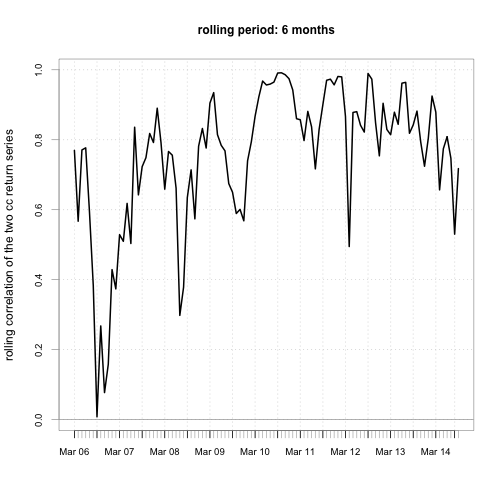 rolling period: 6 months
rolling correlation of the two cc return series
1.0
0.8
0.6
0.4
0.2
0.0
Mar 06 Mar 07 Mar 08 Mar 09 Mar 10 Mar 11 Mar 12 Mar 13 Mar 14